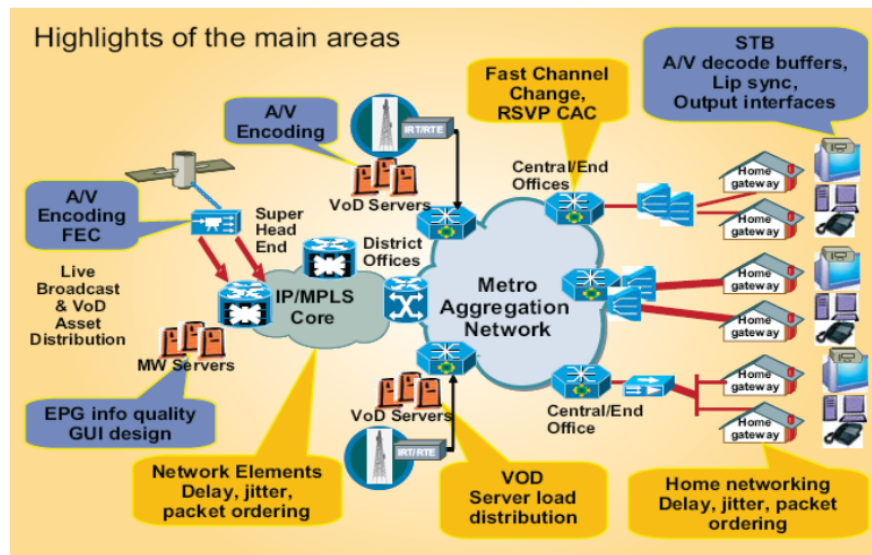 Highlights of the main areas
STB
A/V decode buffers,
Lip sync,
Output interfaces
Fast Channel
Change,
RSVP CAC
A/V
Encoding
IRT/RTE
VoD Servers
Central/End
Offices
Home
gateway
Home
gateway
A/V
Encoding
FEC
Super
Head
End
District
Offices
Live
Broadcast
& VoD
Asset
Distribution
IP/MPLS
Core
Metro
Aggregation
Network
Home
gateway
Home
gateway
MW Servers
VoD Servers
Central/End
Office
Home
gateway
Home
gateway
EPG info quality
GUI design
IRT/RTE
Network Elements
Delay, jitter,
packet ordering
VOD
Server load
distribution
Home networking
Delay, jitter, packet
ordering